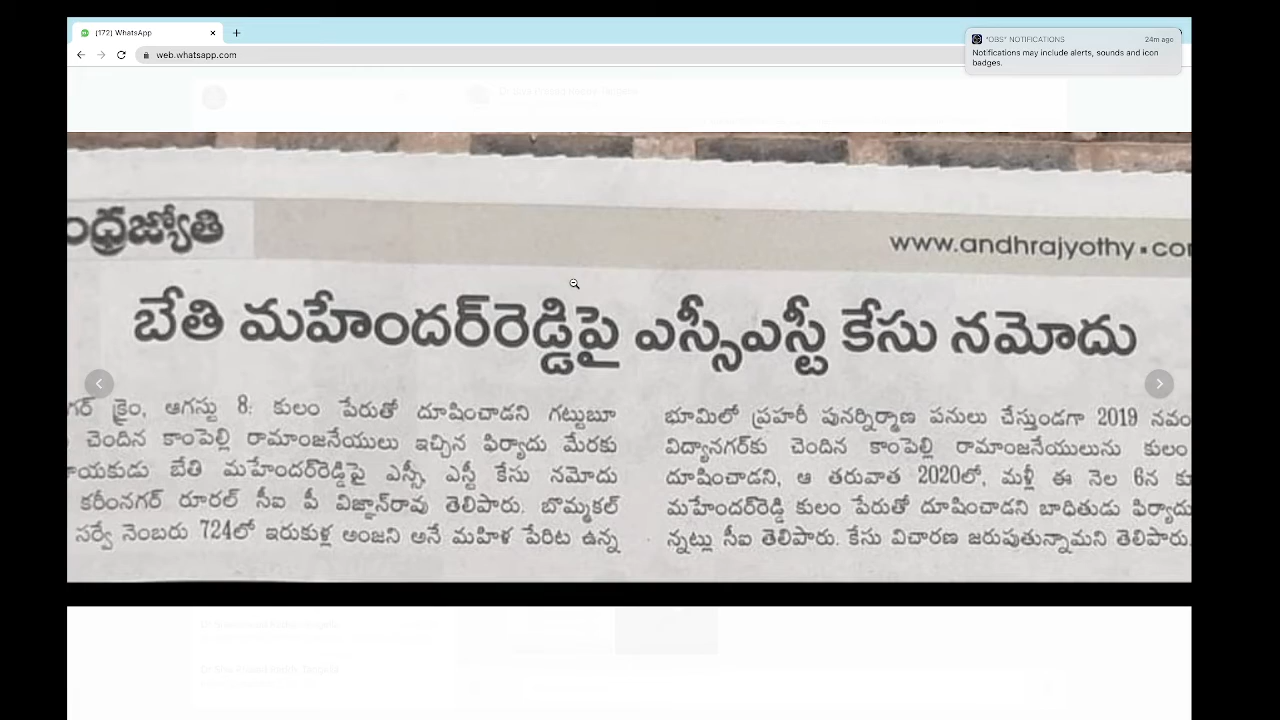 (172) WhatsApp
web.whatsapp.com
"OBS" NOTIFICATIONS
24m ago
Notifications may include alerts, sounds and icon
badges.
ంధ్రజ్యోతి
www.andhrajyothy.co
బేతి మహేందర్‌రెడ్డిపై ఎస్సీఎస్టీ కేసు నమోదు
గర్ క్రైం, ఆగస్టు 8: కులం పేరుతో దూషించాడని గట్టుబూ
చెందిన కాంపెల్లి రామాంజనేయులు ఇచ్చిన ఫిర్యాదు మేరకు
యకుడు బేతి మహేందర్‌రెడ్డిపై ఎస్సీ ఎస్టీ కేసు నమోదు
కరీంనగర్ రూరల్ సీఐ పీ విజ్ఞాన్‌రావు తెలిపారు. బొమ్మకల్
సర్వే నెంబరు 724లో ఇరుకుళ్ల అంజని అనే మహిళ పేరిట ఉన్న
భూమిలో ప్రహరీ పునర్నిర్మాణ పనులు చేస్తుండగా 2019 నవం
విద్యానగర్‌కు చెందిన కాంపెల్లి రామాంజనేయులును కులం
దూషించాడని, ఆ తరువాత 2020లో, మళ్లీ ఈ నెల 6న కు
మహేందర్‌రెడ్డి కులం పేరుతో దూషించాడని బాధితుడు ఫిర్యాదు
న్నట్లు సీఐ తెలిపారు. కేసు విచారణ జరుపుతున్నామని తెలిపారు.